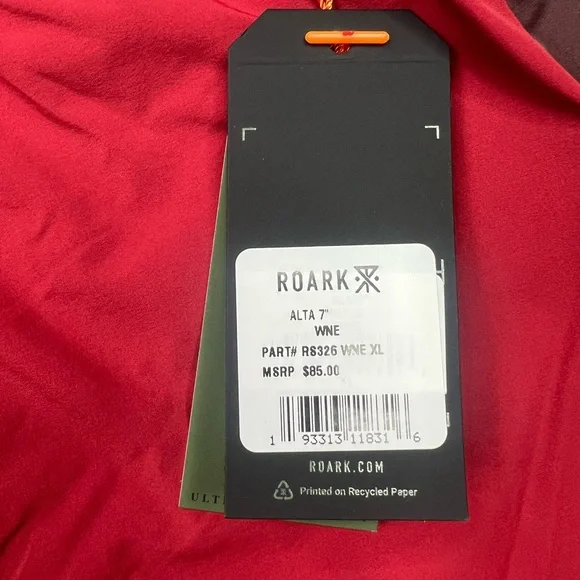 ROARK
ALTA 7"
WNE
PART# RS326 WNE XL
MSRP $85.00
1 93313 11831 6
ROARK.COM
Printed on Recycled Paper
ULT